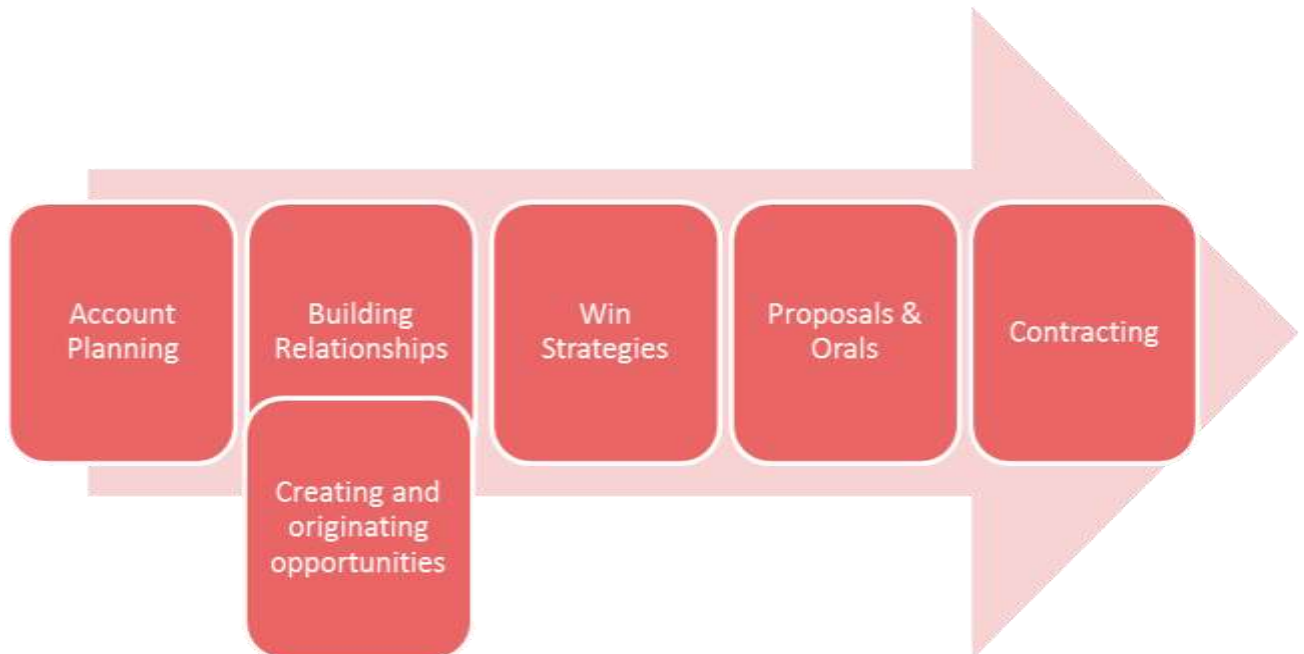 Account
Planning
Building
Relationships
Creating and
originating
opportunities
Win
Strategies
Proposals &
Orals
Contracting